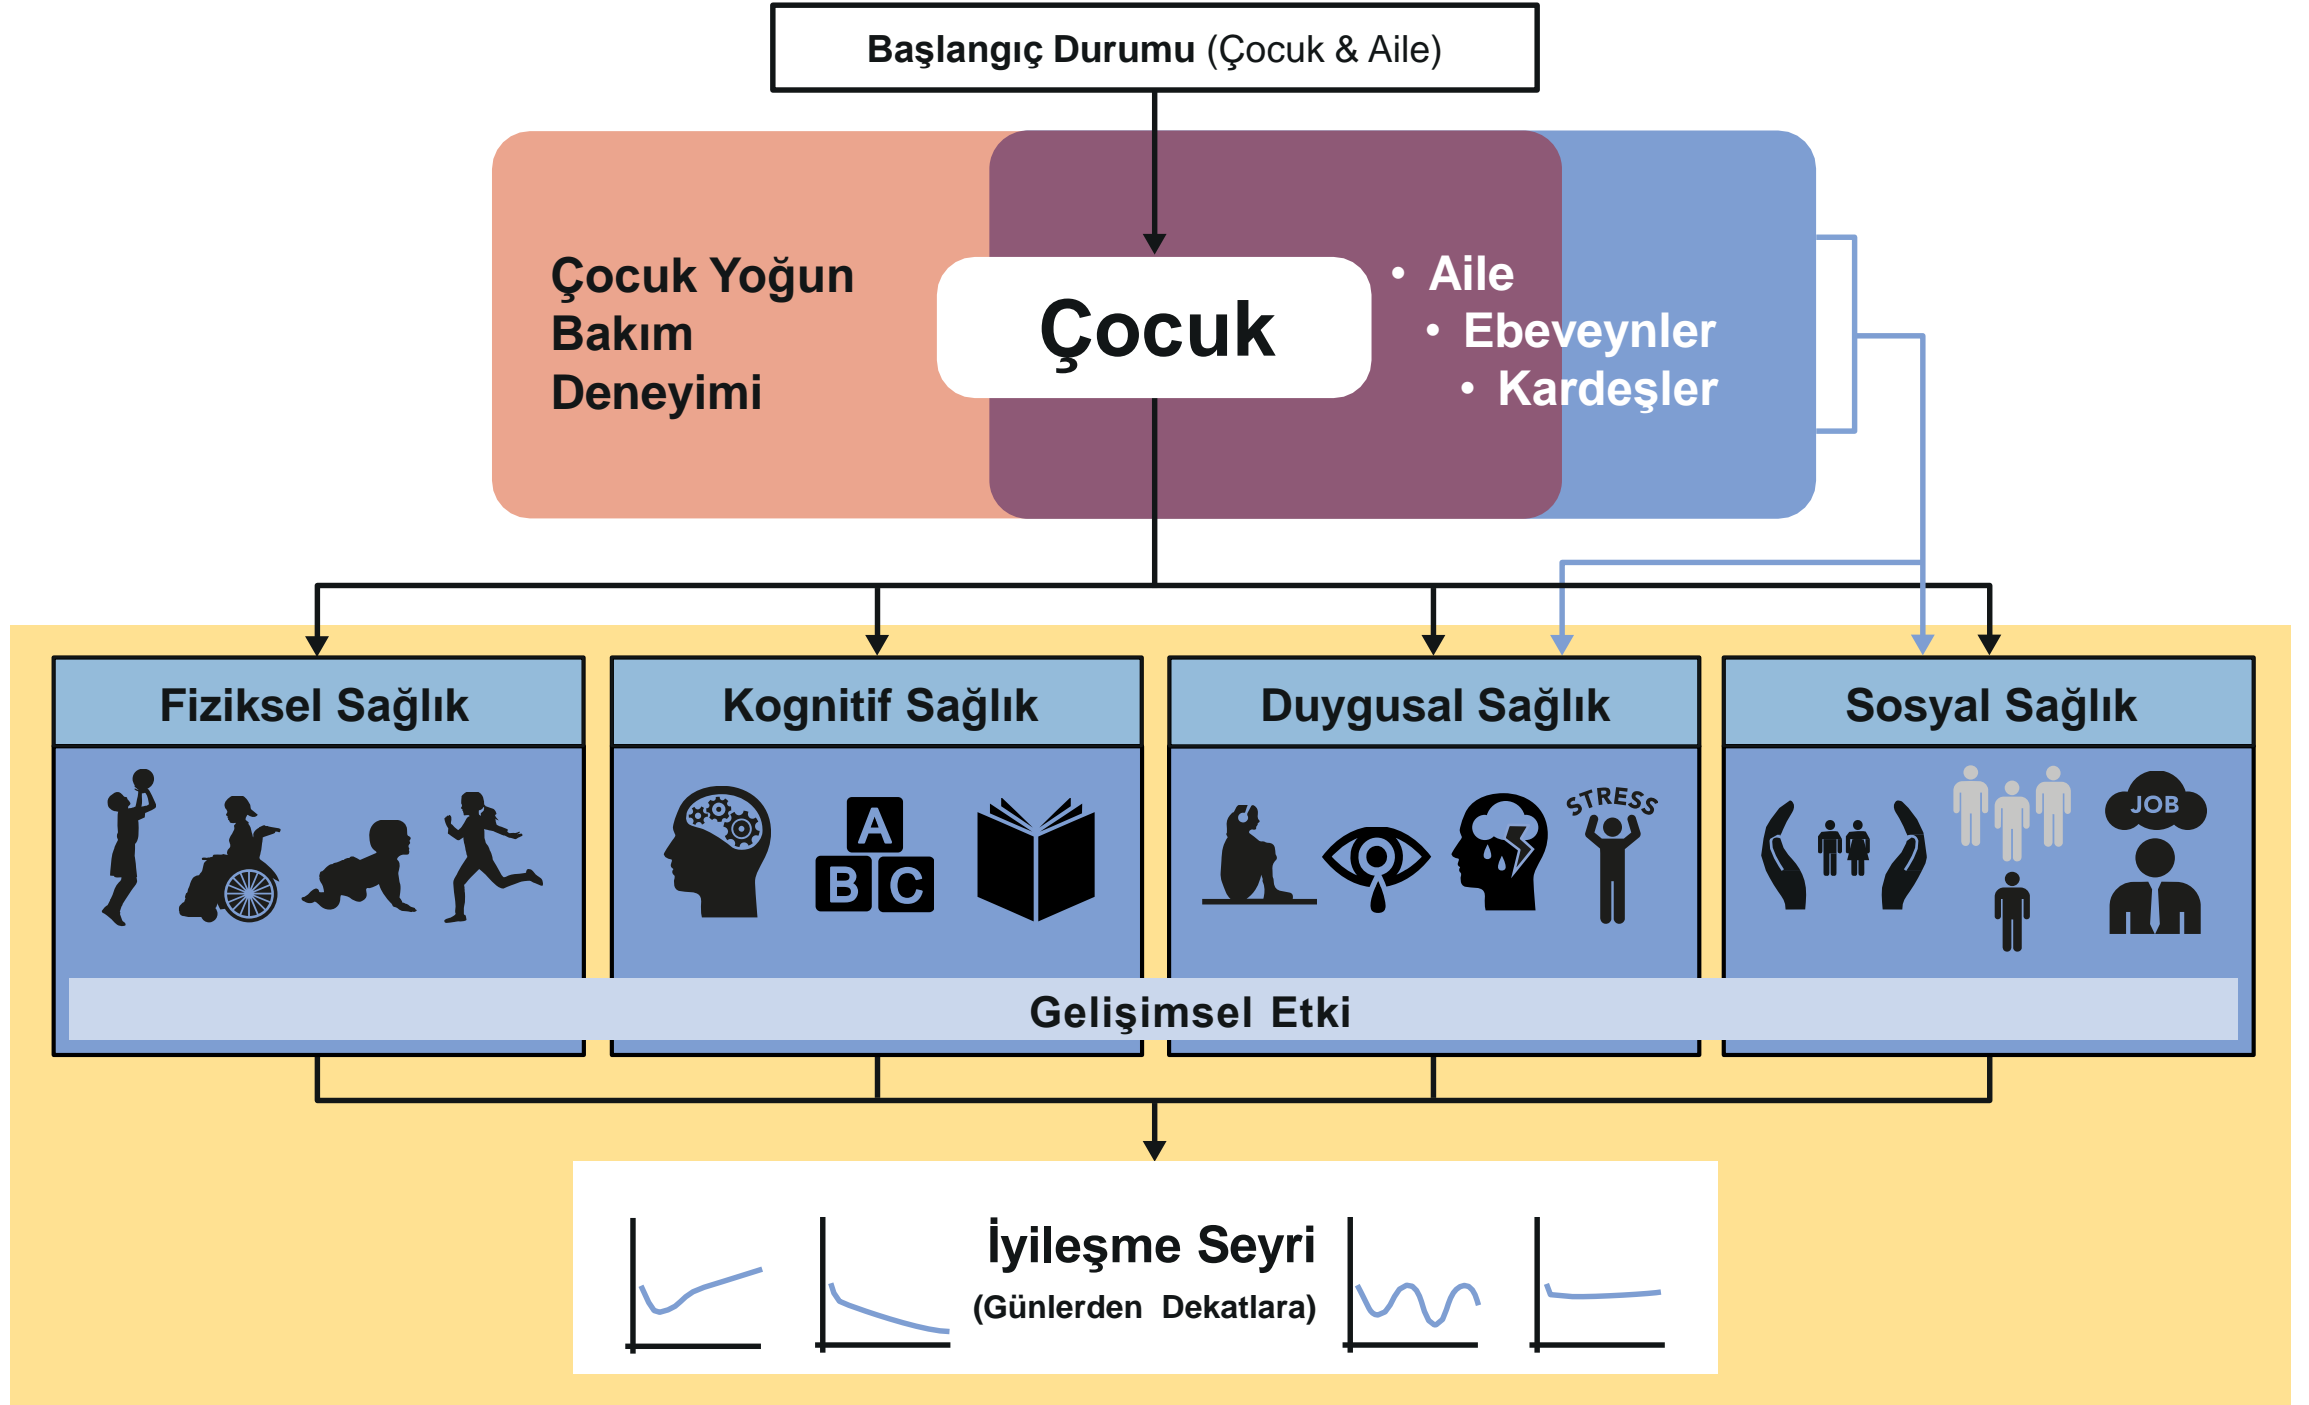 Başlangıç Durumu (Çocuk & Aile)
Çocuk Yoğun
Bakım
Deneyimi
Çocuk
• Aile
• Ebeveynler
• Kardeşler
Fiziksel Sağlık
Kognitif Sağlık
Duygusal Sağlık
Sosyal Sağlık
A
B C
STRESS
JOB
Gelişimsel Etki
İyileşme Seyri
(Günlerden Dekatlara)